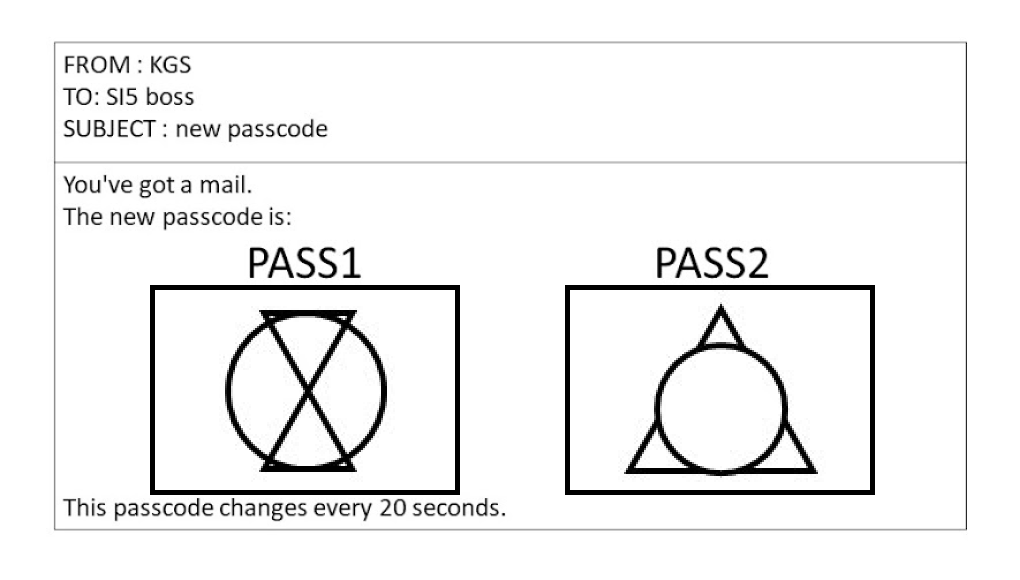 FROM : KGS
TO: SI5 boss
SUBJECT : new passcode
You've got a mail.
The new passcode is:
PASS1
PASS2
This passcode changes every 20 seconds.